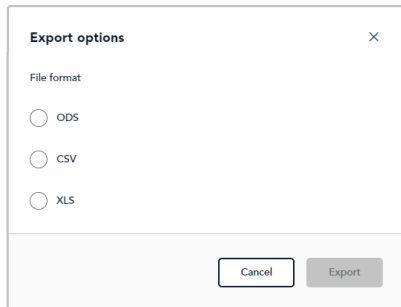 Export options
File format
ODS
CSV
XLS
Cancel
Export